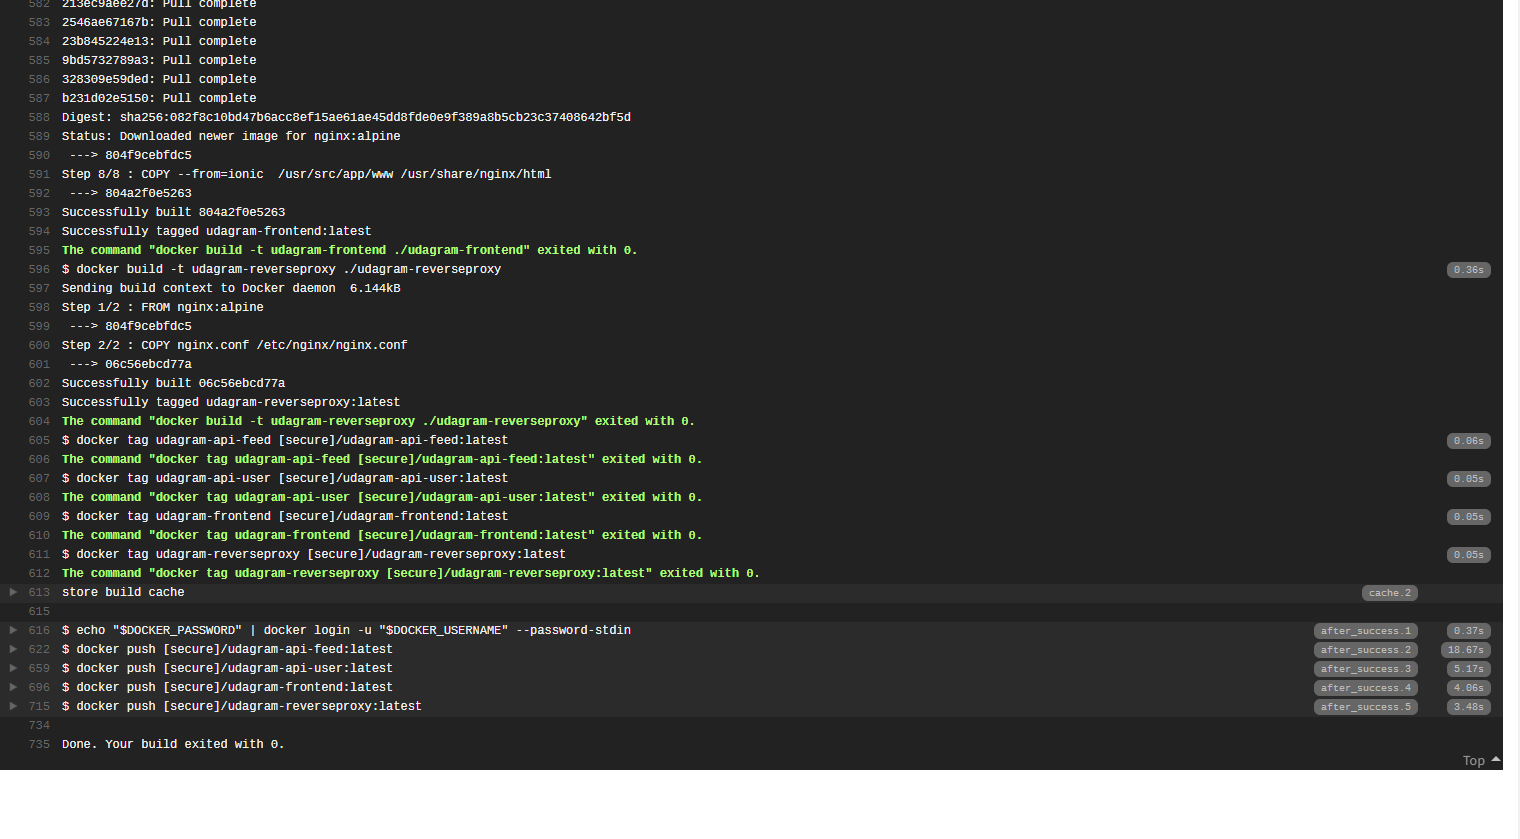 582 213ec9aee27d: Pull complete
583 2546ae67167b: Pull complete
584 23b845224e13: Pull complete
585 9bd5732789a3: Pull complete
586 328309e59ded: Pull complete
587 b231d02e5150: Pull complete
588 Digest: sha256:082f8c10bd47b6acc8ef15ae61ae45dd8fde0e9f389a8b5cb23c37408642bf5d
589 Status: Downloaded newer image for nginx:alpine
590 ---> 804f9cebfdc5
591 Step 8/8 : COPY --from=ionic  /usr/src/app/www /usr/share/nginx/html
592 ---> 804a2f0e5263
593 Successfully built 804a2f0e5263
594 Successfully tagged udagram-frontend:latest
595 The command "docker build -t udagram-frontend ./udagram-frontend" exited with 0.
596 $ docker build -t udagram-reverseproxy ./udagram-reverseproxy 0.36s
597 Sending build context to Docker daemon  6.144kB
598 Step 1/2 : FROM nginx:alpine
599 ---> 804f9cebfdc5
600 Step 2/2 : COPY nginx.conf /etc/nginx/nginx.conf
601 ---> 06c56ebcd77a
602 Successfully built 06c56ebcd77a
603 Successfully tagged udagram-reverseproxy:latest
604 The command "docker build -t udagram-reverseproxy ./udagram-reverseproxy" exited with 0.
605 $ docker tag udagram-api-feed [secure]/udagram-api-feed:latest 0.06s
606 The command "docker tag udagram-api-feed [secure]/udagram-api-feed:latest" exited with 0.
607 $ docker tag udagram-api-user [secure]/udagram-api-user:latest 0.05s
608 The command "docker tag udagram-api-user [secure]/udagram-api-user:latest" exited with 0.
609 $ docker tag udagram-frontend [secure]/udagram-frontend:latest 0.05s
610 The command "docker tag udagram-frontend [secure]/udagram-frontend:latest" exited with 0.
611 $ docker tag udagram-reverseproxy [secure]/udagram-reverseproxy:latest 0.05s
612 The command "docker tag udagram-reverseproxy [secure]/udagram-reverseproxy:latest" exited with 0.
613 store build cache cache.2
615
616 $ echo "$DOCKER_PASSWORD" | docker login -u "$DOCKER_USERNAME" --password-stdin after_success.1 0.37s
622 $ docker push [secure]/udagram-api-feed:latest after_success.2 18.67s
659 $ docker push [secure]/udagram-api-user:latest after_success.3 5.17s
696 $ docker push [secure]/udagram-frontend:latest after_success.4 4.06s
715 $ docker push [secure]/udagram-reverseproxy:latest after_success.5 3.48s
734
735 Done. Your build exited with 0.
Top